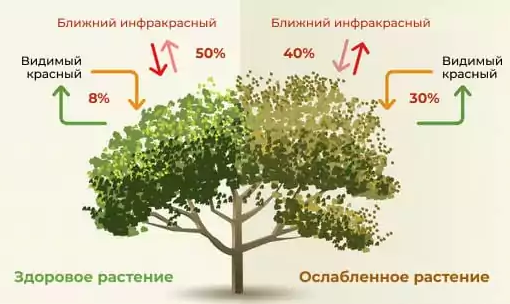 Ближний инфракрасный
Ближний инфракрасный
50%
40%
Видимый
красный
Видимый
красный
8%
30%
Здоровое растение
Ослабленное растение